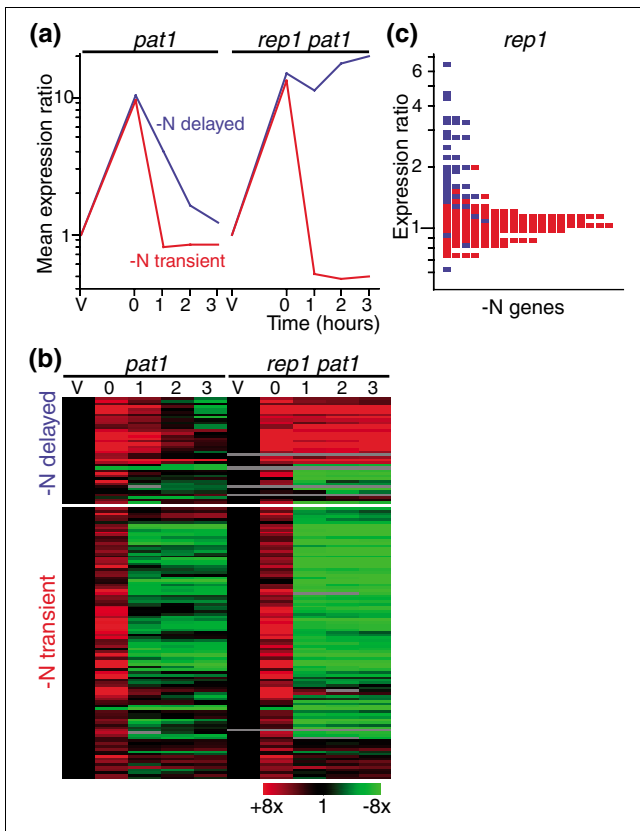 (a)
pat1
rep1 pat1
Mean expression ratio
10
1
-N delayed
-N transient
V
0
1
2
3
V
0
1
2
3
Time (hours)
(c)
rep1
Expression ratio
6
4
2
1
-N genes
(b)
pat1
rep1 pat1
V 0 1 2 3 V 0 1 2 3
-N delayed
-N transient
+8x 1 -8x